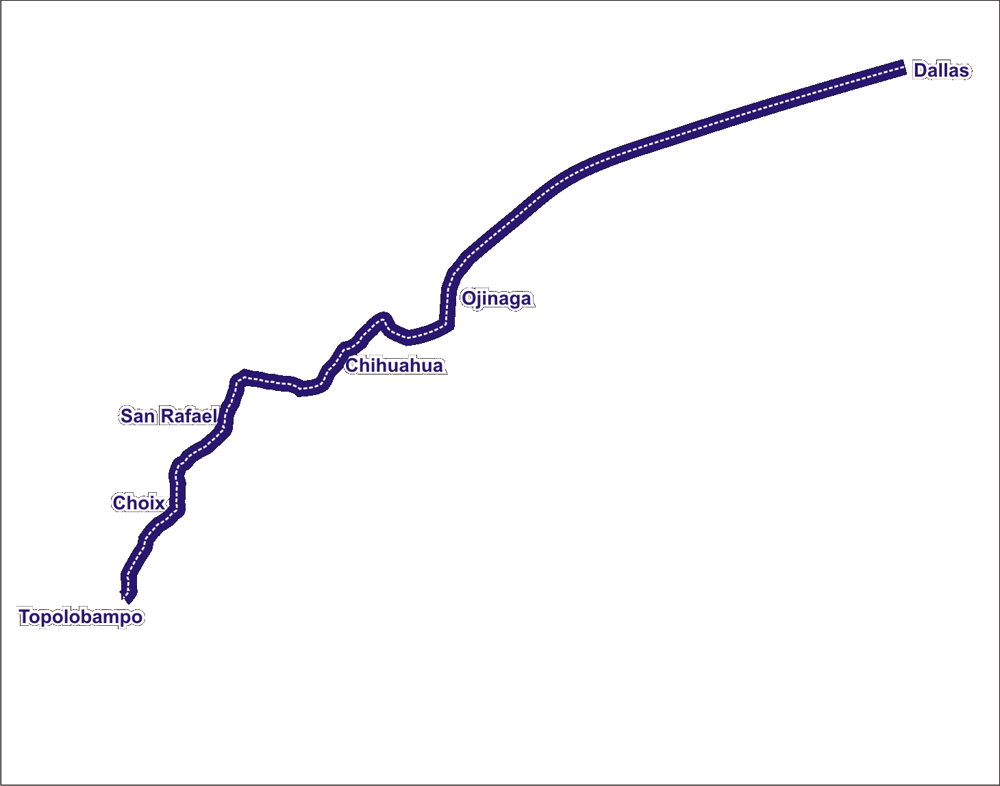 Dallas
Ojinaga
Chihuahua
San Rafael
Choix
Topolobampo